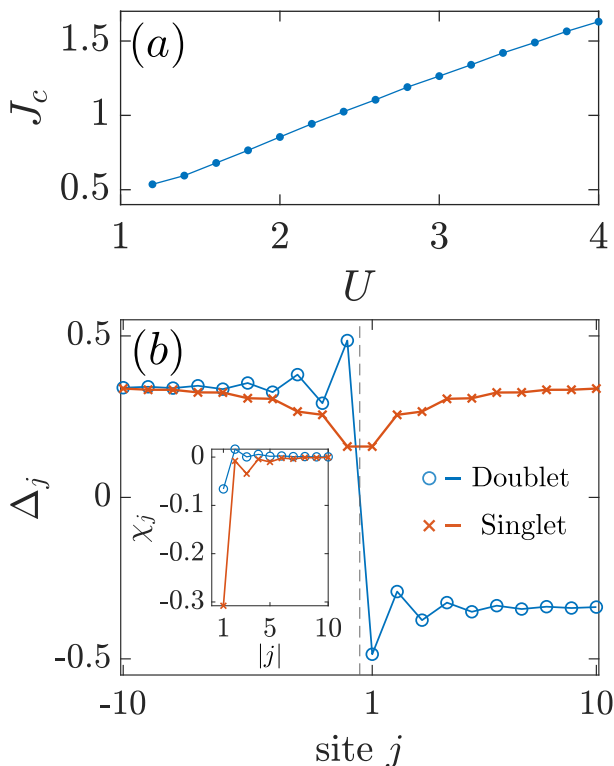 (a)
J_c
1.5
1
0.5
1 2 3 4
U
(b)
Δ_j
0.5
0
-0.5
Doublet
Singlet
χ_j
0
-0.1
-0.2
-0.3
1 5 10
|j|
-10 1 10
site j